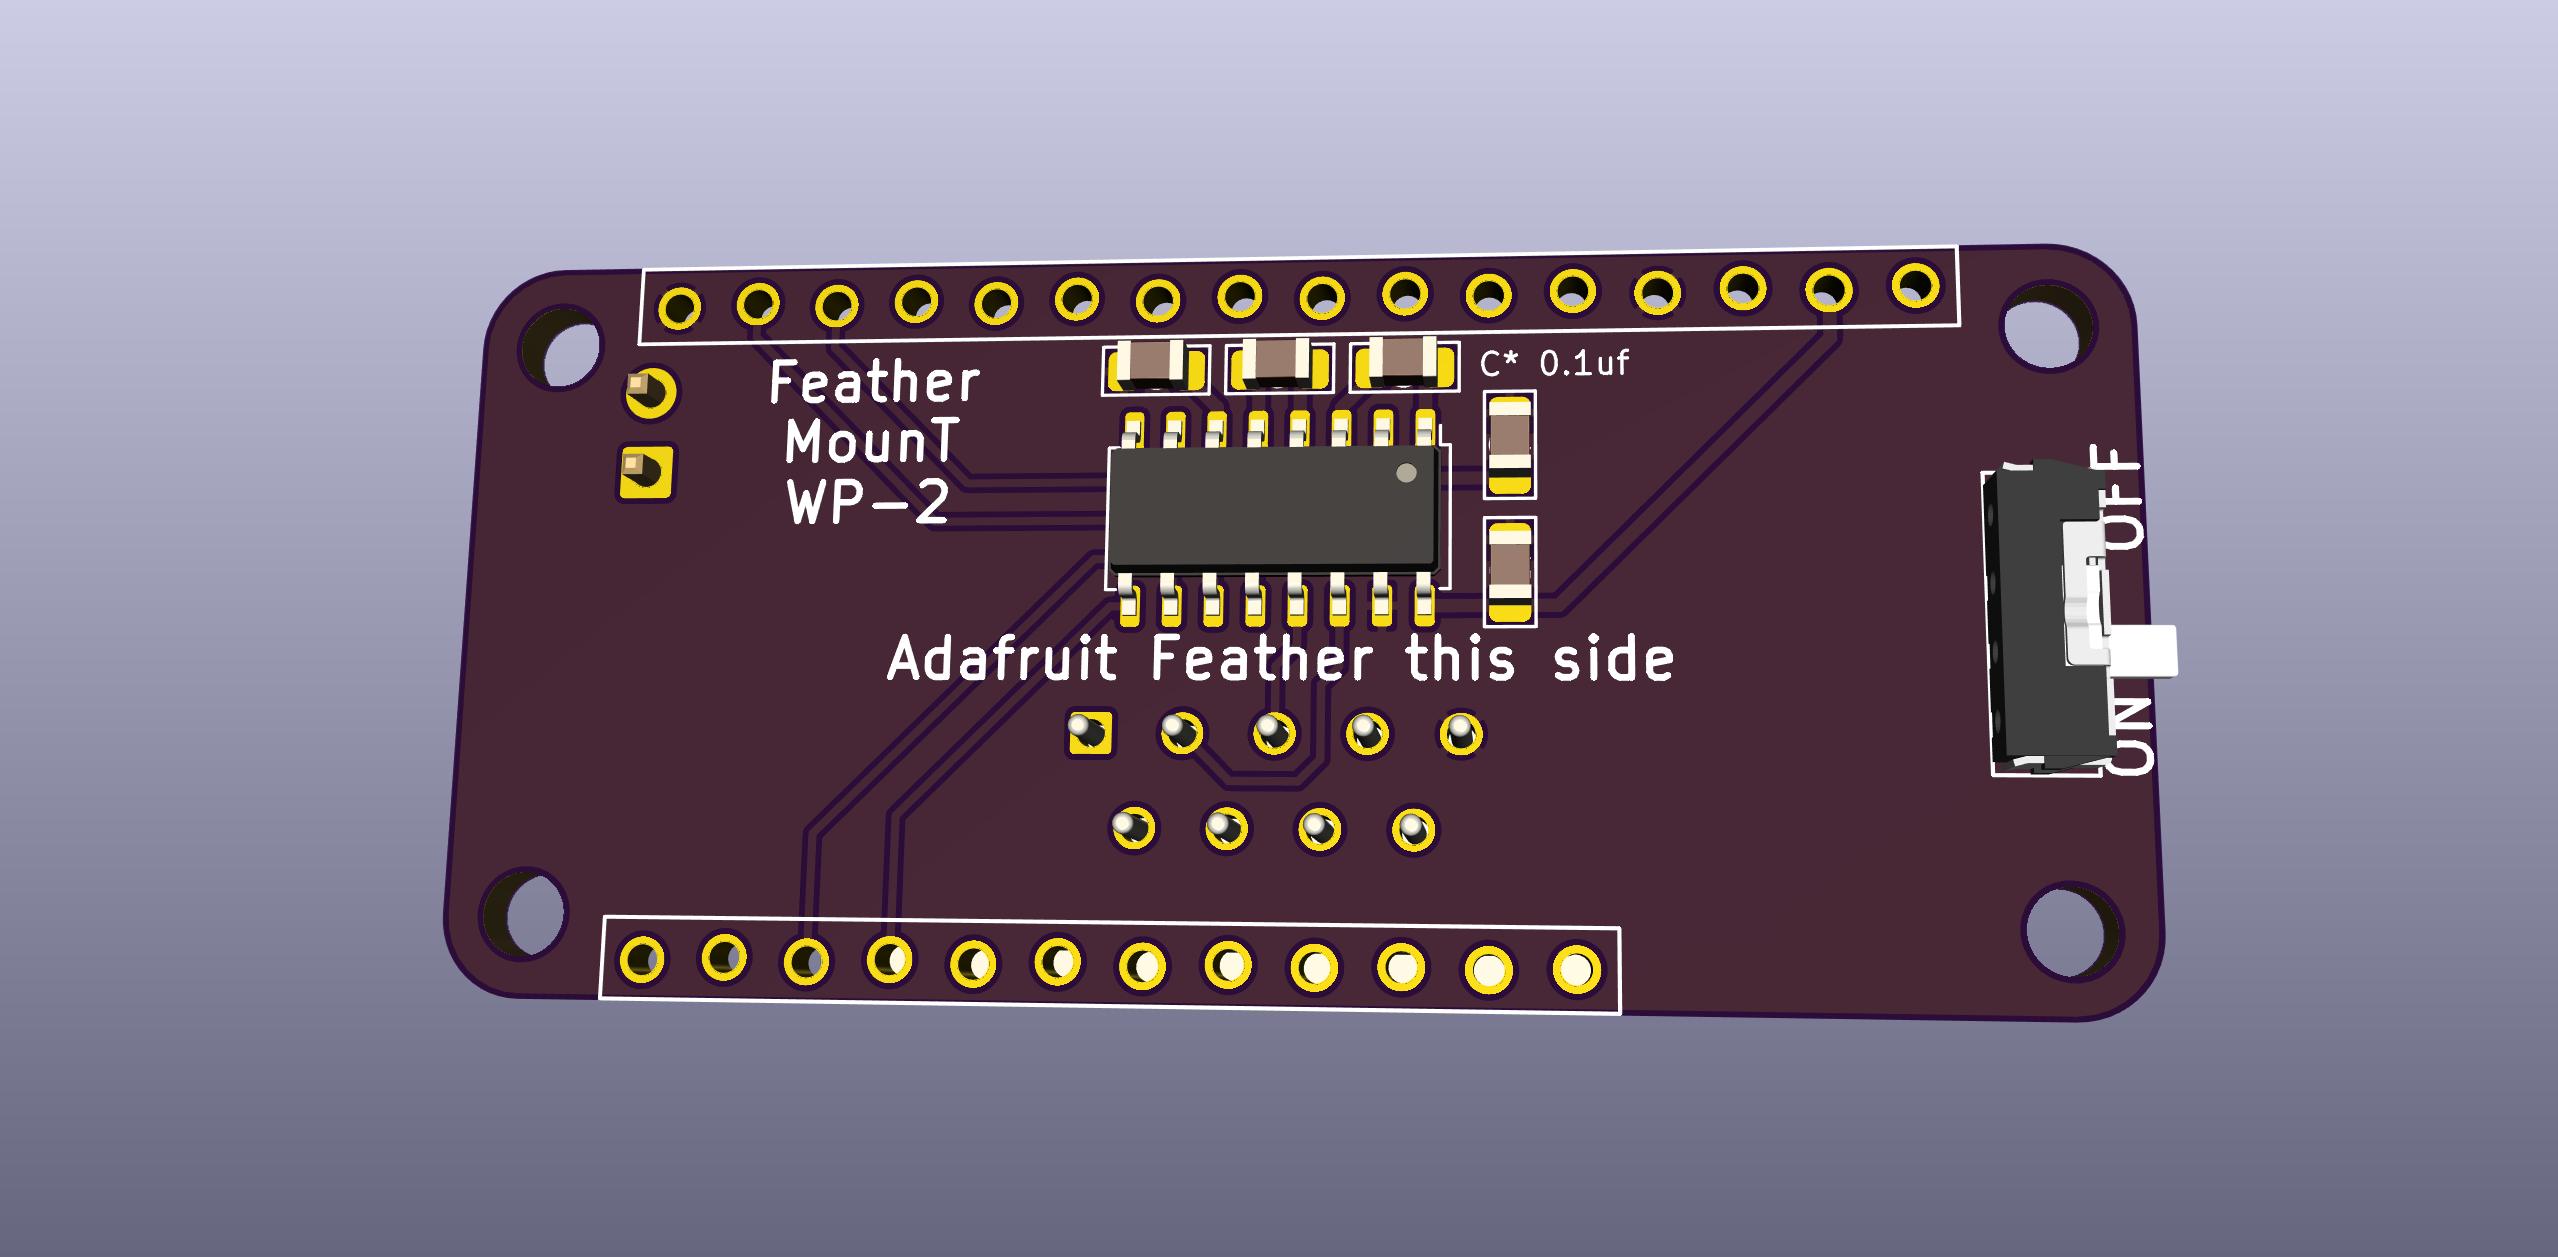 Feather
MounT
WP-2
C* 0.1uf
Adafruit Feather this side
OFF
ON